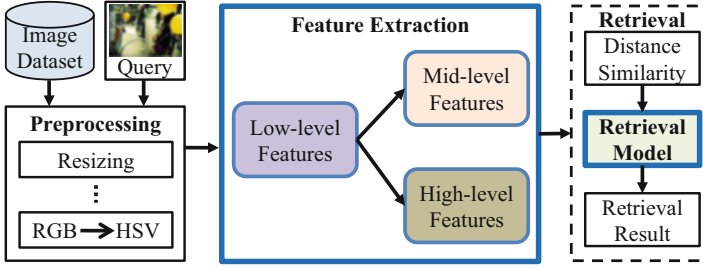 Image
Dataset
Query
Preprocessing
Resizing
RGB HSV
Feature Extraction
Low-level
Features
Mid-level
Features
High-level
Features
Retrieval
Distance
Similarity
Retrieval
Model
Retrieval
Result